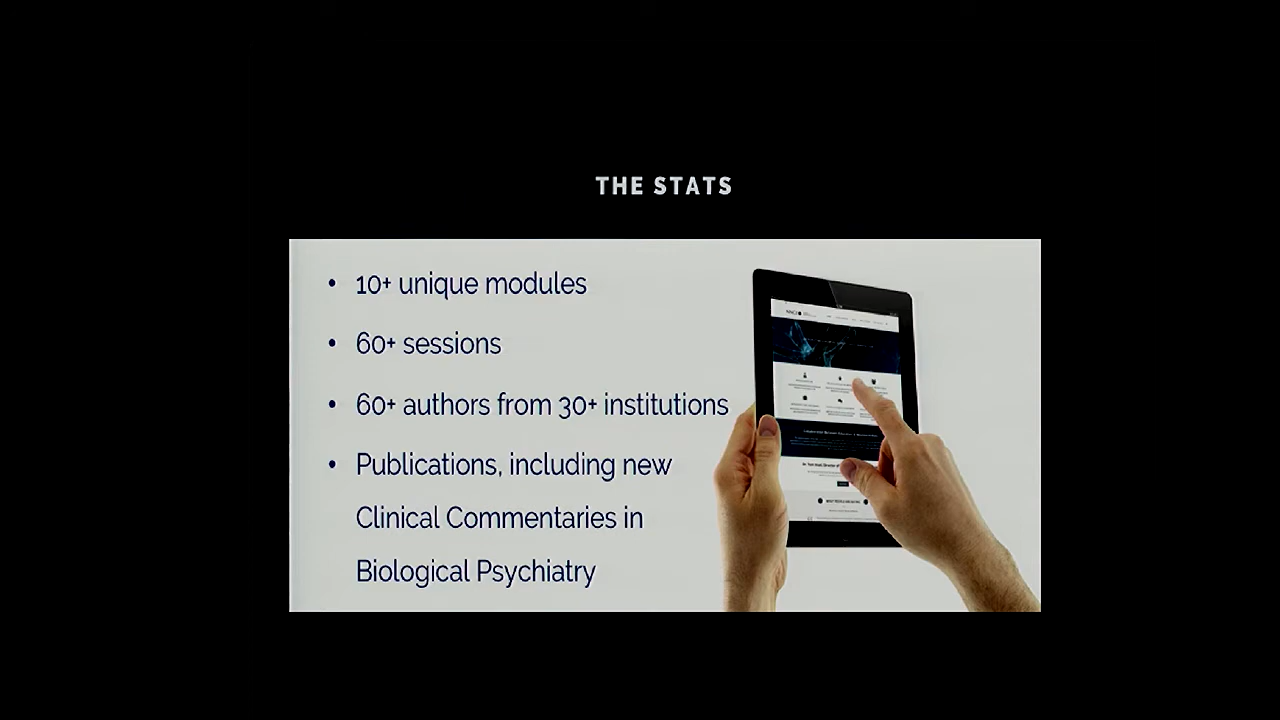 THE STATS
• 10+ unique modules
• 60+ sessions
• 60+ authors from 30+ institutions
• Publications, including new
Clinical Commentaries in
Biological Psychiatry